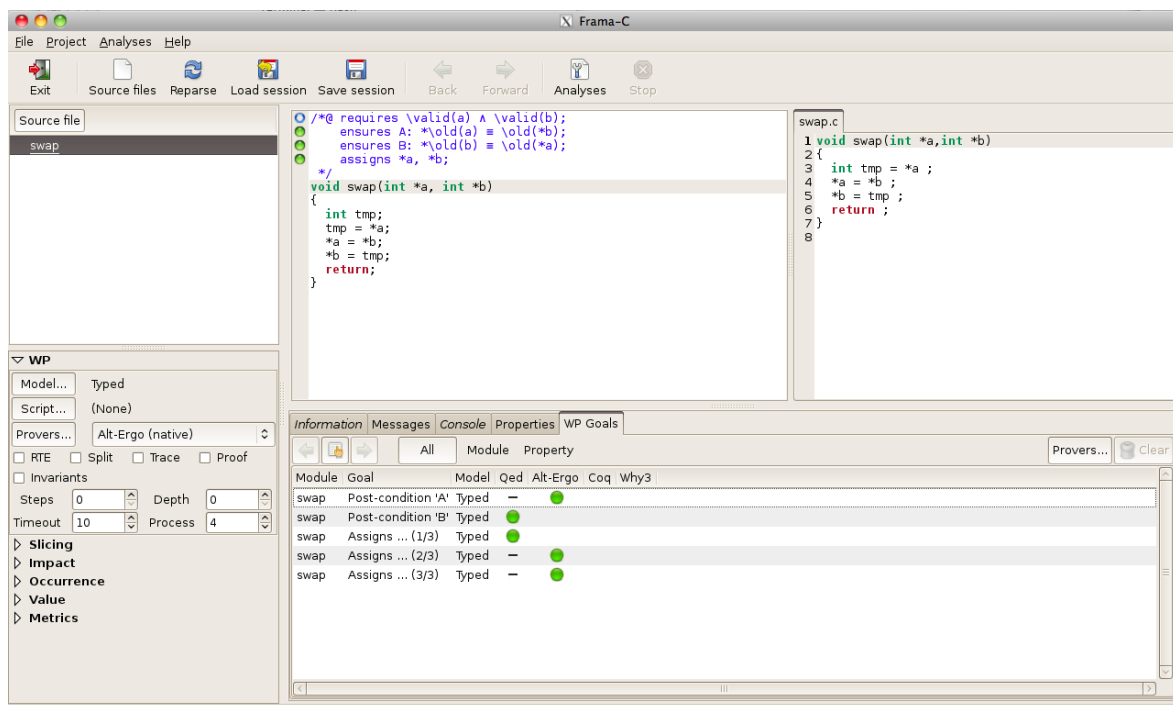 Frama-C
File Project Analyses Help
Exit Source files Reparse Load session Save session Back Forward Analyses Stop
Source file
swap
/*@ requires \valid(a) ∧ \valid(b);
ensures A: *\old(a) ≡ \old(*b);
ensures B: *\old(b) ≡ \old(*a);
assigns *a, *b;
*/
void swap(int *a, int *b)
{
int tmp;
tmp = *a;
*a = *b;
*b = tmp;
return;
}
swap.c
1 void swap(int *a,int *b)
2 {
3 int tmp = *a ;
4 *a = *b ;
5 *b = tmp ;
6 return ;
7 }
8
WP
Model... Typed
Script... (None)
Provers... Alt-Ergo (native)
RTE Split Trace Proof
Invariants
Steps 0 Depth 0
Timeout 10 Process 4
Slicing
Impact
Occurrence
Value
Metrics
Information Messages Console Properties WP Goals
All Module Property Provers... Clear
Module Goal Model Qed Alt-Ergo Coq Why3
swap Post-condition 'A' Typed –
swap Post-condition 'B' Typed
swap Assigns ... (1/3) Typed
swap Assigns ... (2/3) Typed –
swap Assigns ... (3/3) Typed –